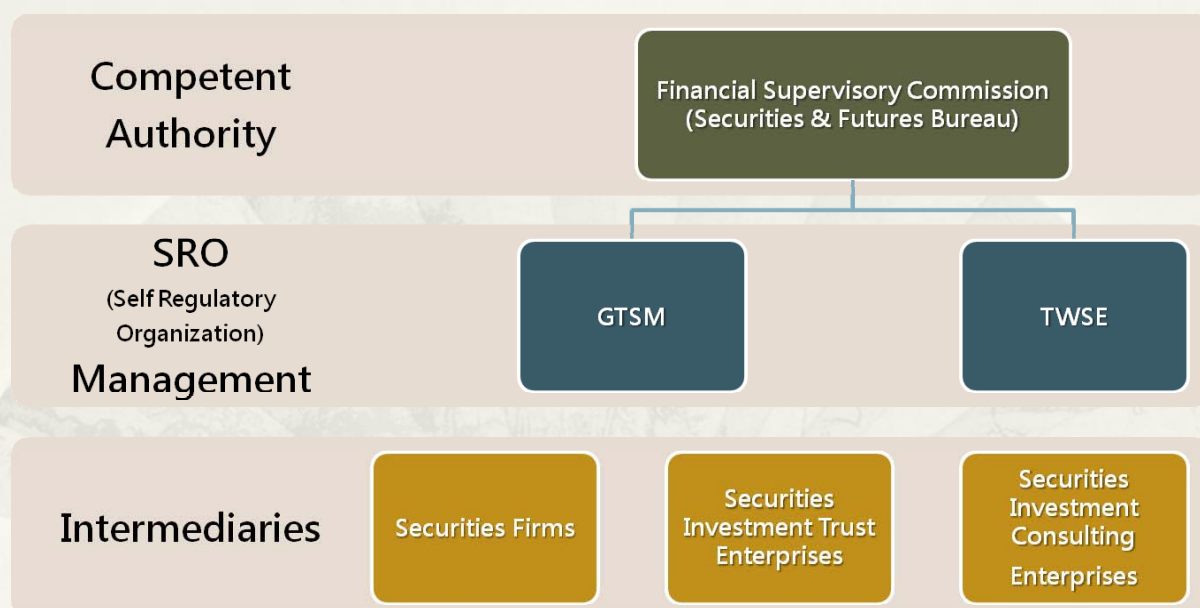 Competent
Authority
Financial Supervisory Commission
(Securities & Futures Bureau)
SRO
(Self Regulatory
Organization)
Management
GTSM
TWSE
Intermediaries
Securities Firms
Securities
Investment Trust
Enterprises
Securities
Investment
Consulting
Enterprises